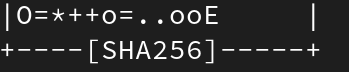 |O=*++o=..ooE     |
+----[SHA256]-----+